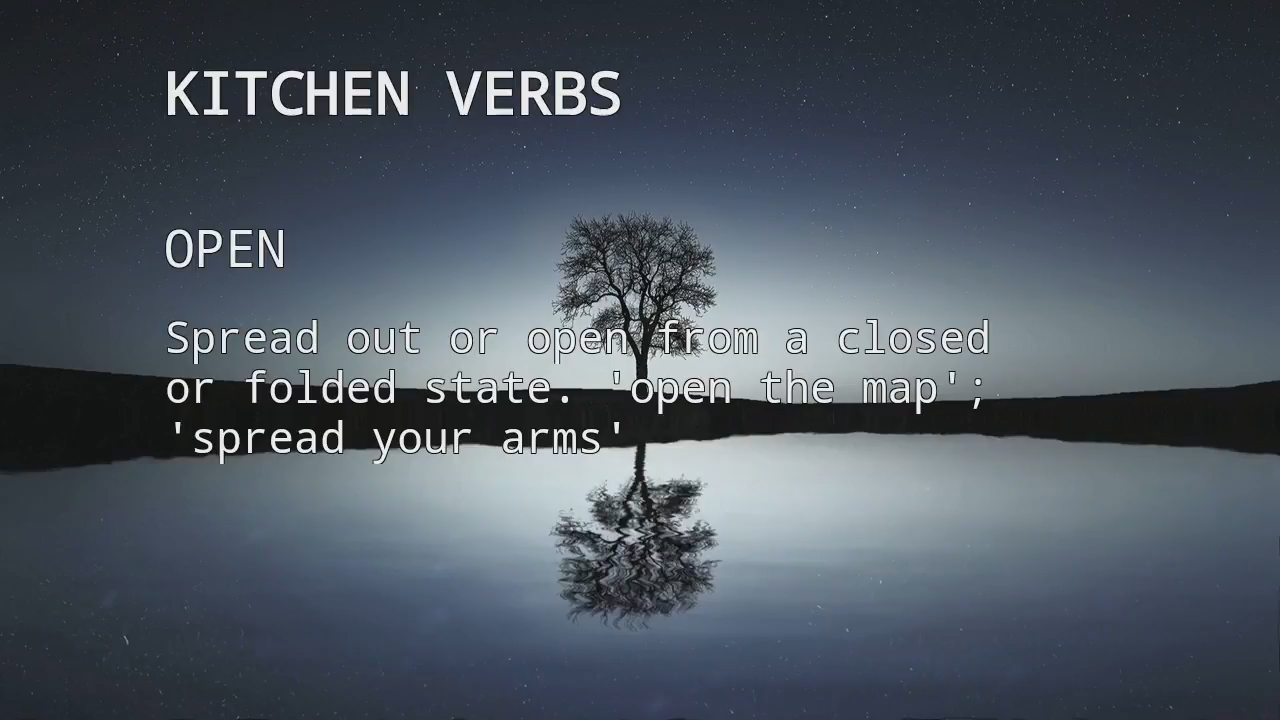 KITCHEN VERBS
OPEN
Spread out or open from a closed
or folded state. 'open the map';
'spread your arms'